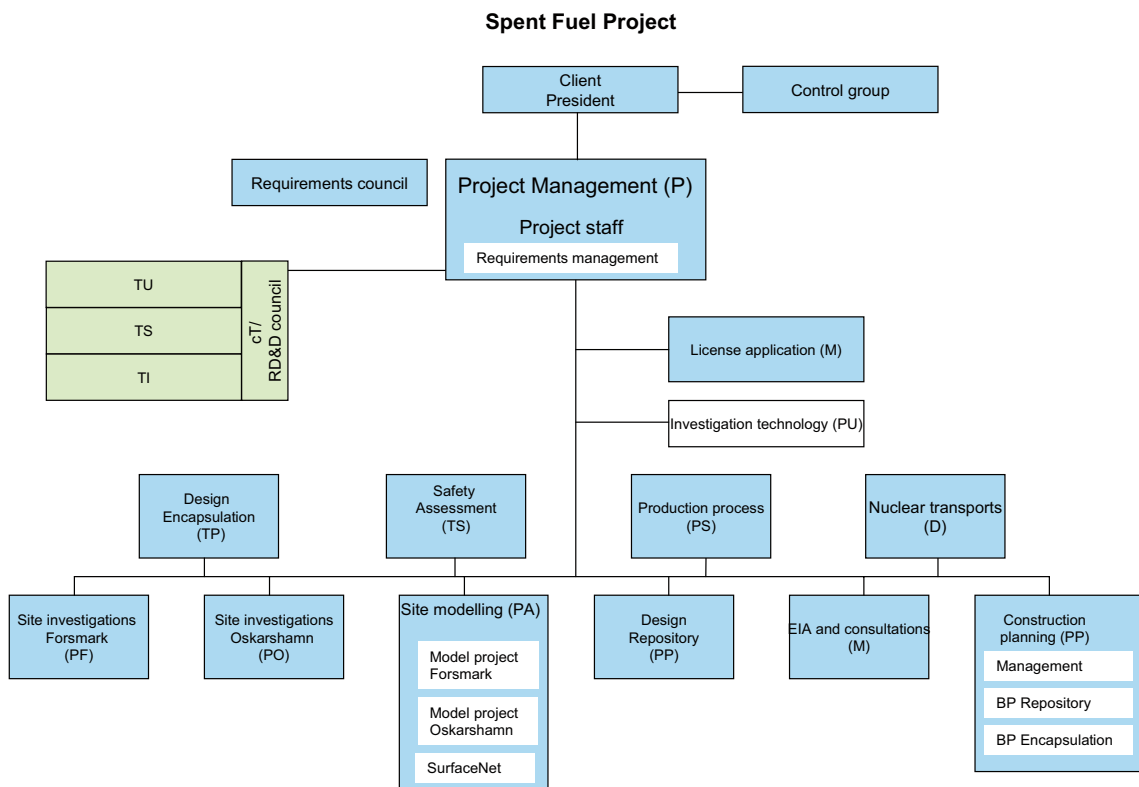 Spent Fuel Project
Client
President
Control group
Requirements council
Project Management (P)
Project staff
Requirements management
TU
TS
TI
cT/
RD&D council
License application (M)
Investigation technology (PU)
Design
Encapsulation
(TP)
Safety
Assessment
(TS)
Production process
(PS)
Nuclear transports
(D)
Site investigations
Forsmark
(PF)
Site investigations
Oskarshamn
(PO)
Site modelling (PA)
Model project
Forsmark
Model project
Oskarshamn
SurfaceNet
Design
Repository
(PP)
EIA and consultations
(M)
Construction
planning (PP)
Management
BP Repository
BP Encapsulation